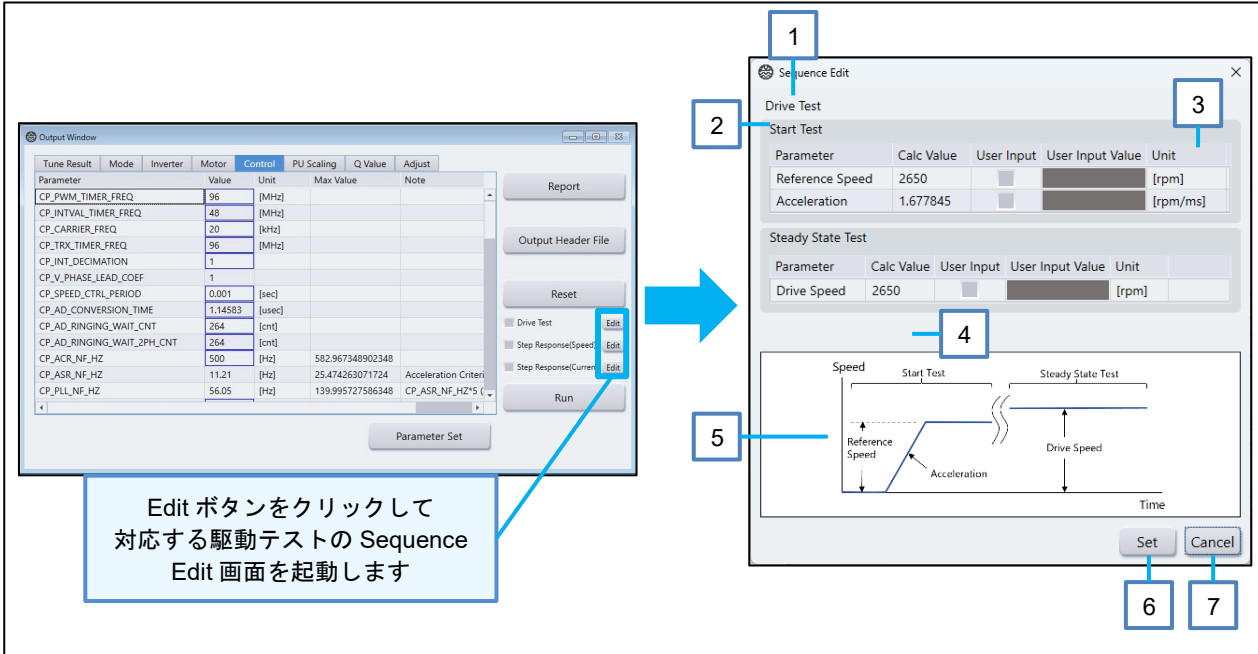 Output Window
Tune Result Mode Inverter Motor Control PU Scaling Q Value Adjust
Parameter Value Unit Max Value Note
CP_PWM_TIMER_FREQ 96 [MHz]
CP_INTVAL_TIMER_FREQ 48 [MHz]
CP_CARRIER_FREQ 20 [kHz]
CP_TRX_TIMER_FREQ 96 [MHz]
CP_INT_DECIMATION 1
CP_V_PHASE_LEAD_COEF 1
CP_SPEED_CTRL_PERIOD 0.001 [sec]
CP_AD_CONVERSION_TIME 1.14583 [usec]
CP_AD_RINGING_WAIT_CNT 264 [cnt]
CP_AD_RINGING_WAIT_2PH_CNT 264 [cnt]
CP_ACR_NF_HZ 500 [Hz] 582.967348902348
CP_ASR_NF_HZ 11.21 [Hz] 25.474263071724 Acceleration Criteri
CP_PLL_NF_HZ 56.05 [Hz] 139.995727586348 CP_ASR_NF_HZ*5 (
Report
Output Header File
Reset
Drive Test Edit
Step Response(Speed) Edit
Step Response(Curren Edit
Run
Parameter Set
Edit ボタンをクリックして
対応する駆動テストの Sequence
Edit 画面を起動します
1
Sequence Edit
Drive Test
2
3
Start Test
Parameter Calc Value User Input User Input Value Unit
Reference Speed 2650 [rpm]
Acceleration 1.677845 [rpm/ms]
Steady State Test
Parameter Calc Value User Input User Input Value Unit
Drive Speed 2650 [rpm]
4
Speed
Start Test
Steady State Test
5
Reference
Speed
Acceleration
Drive Speed
Time
Set Cancel
6
7